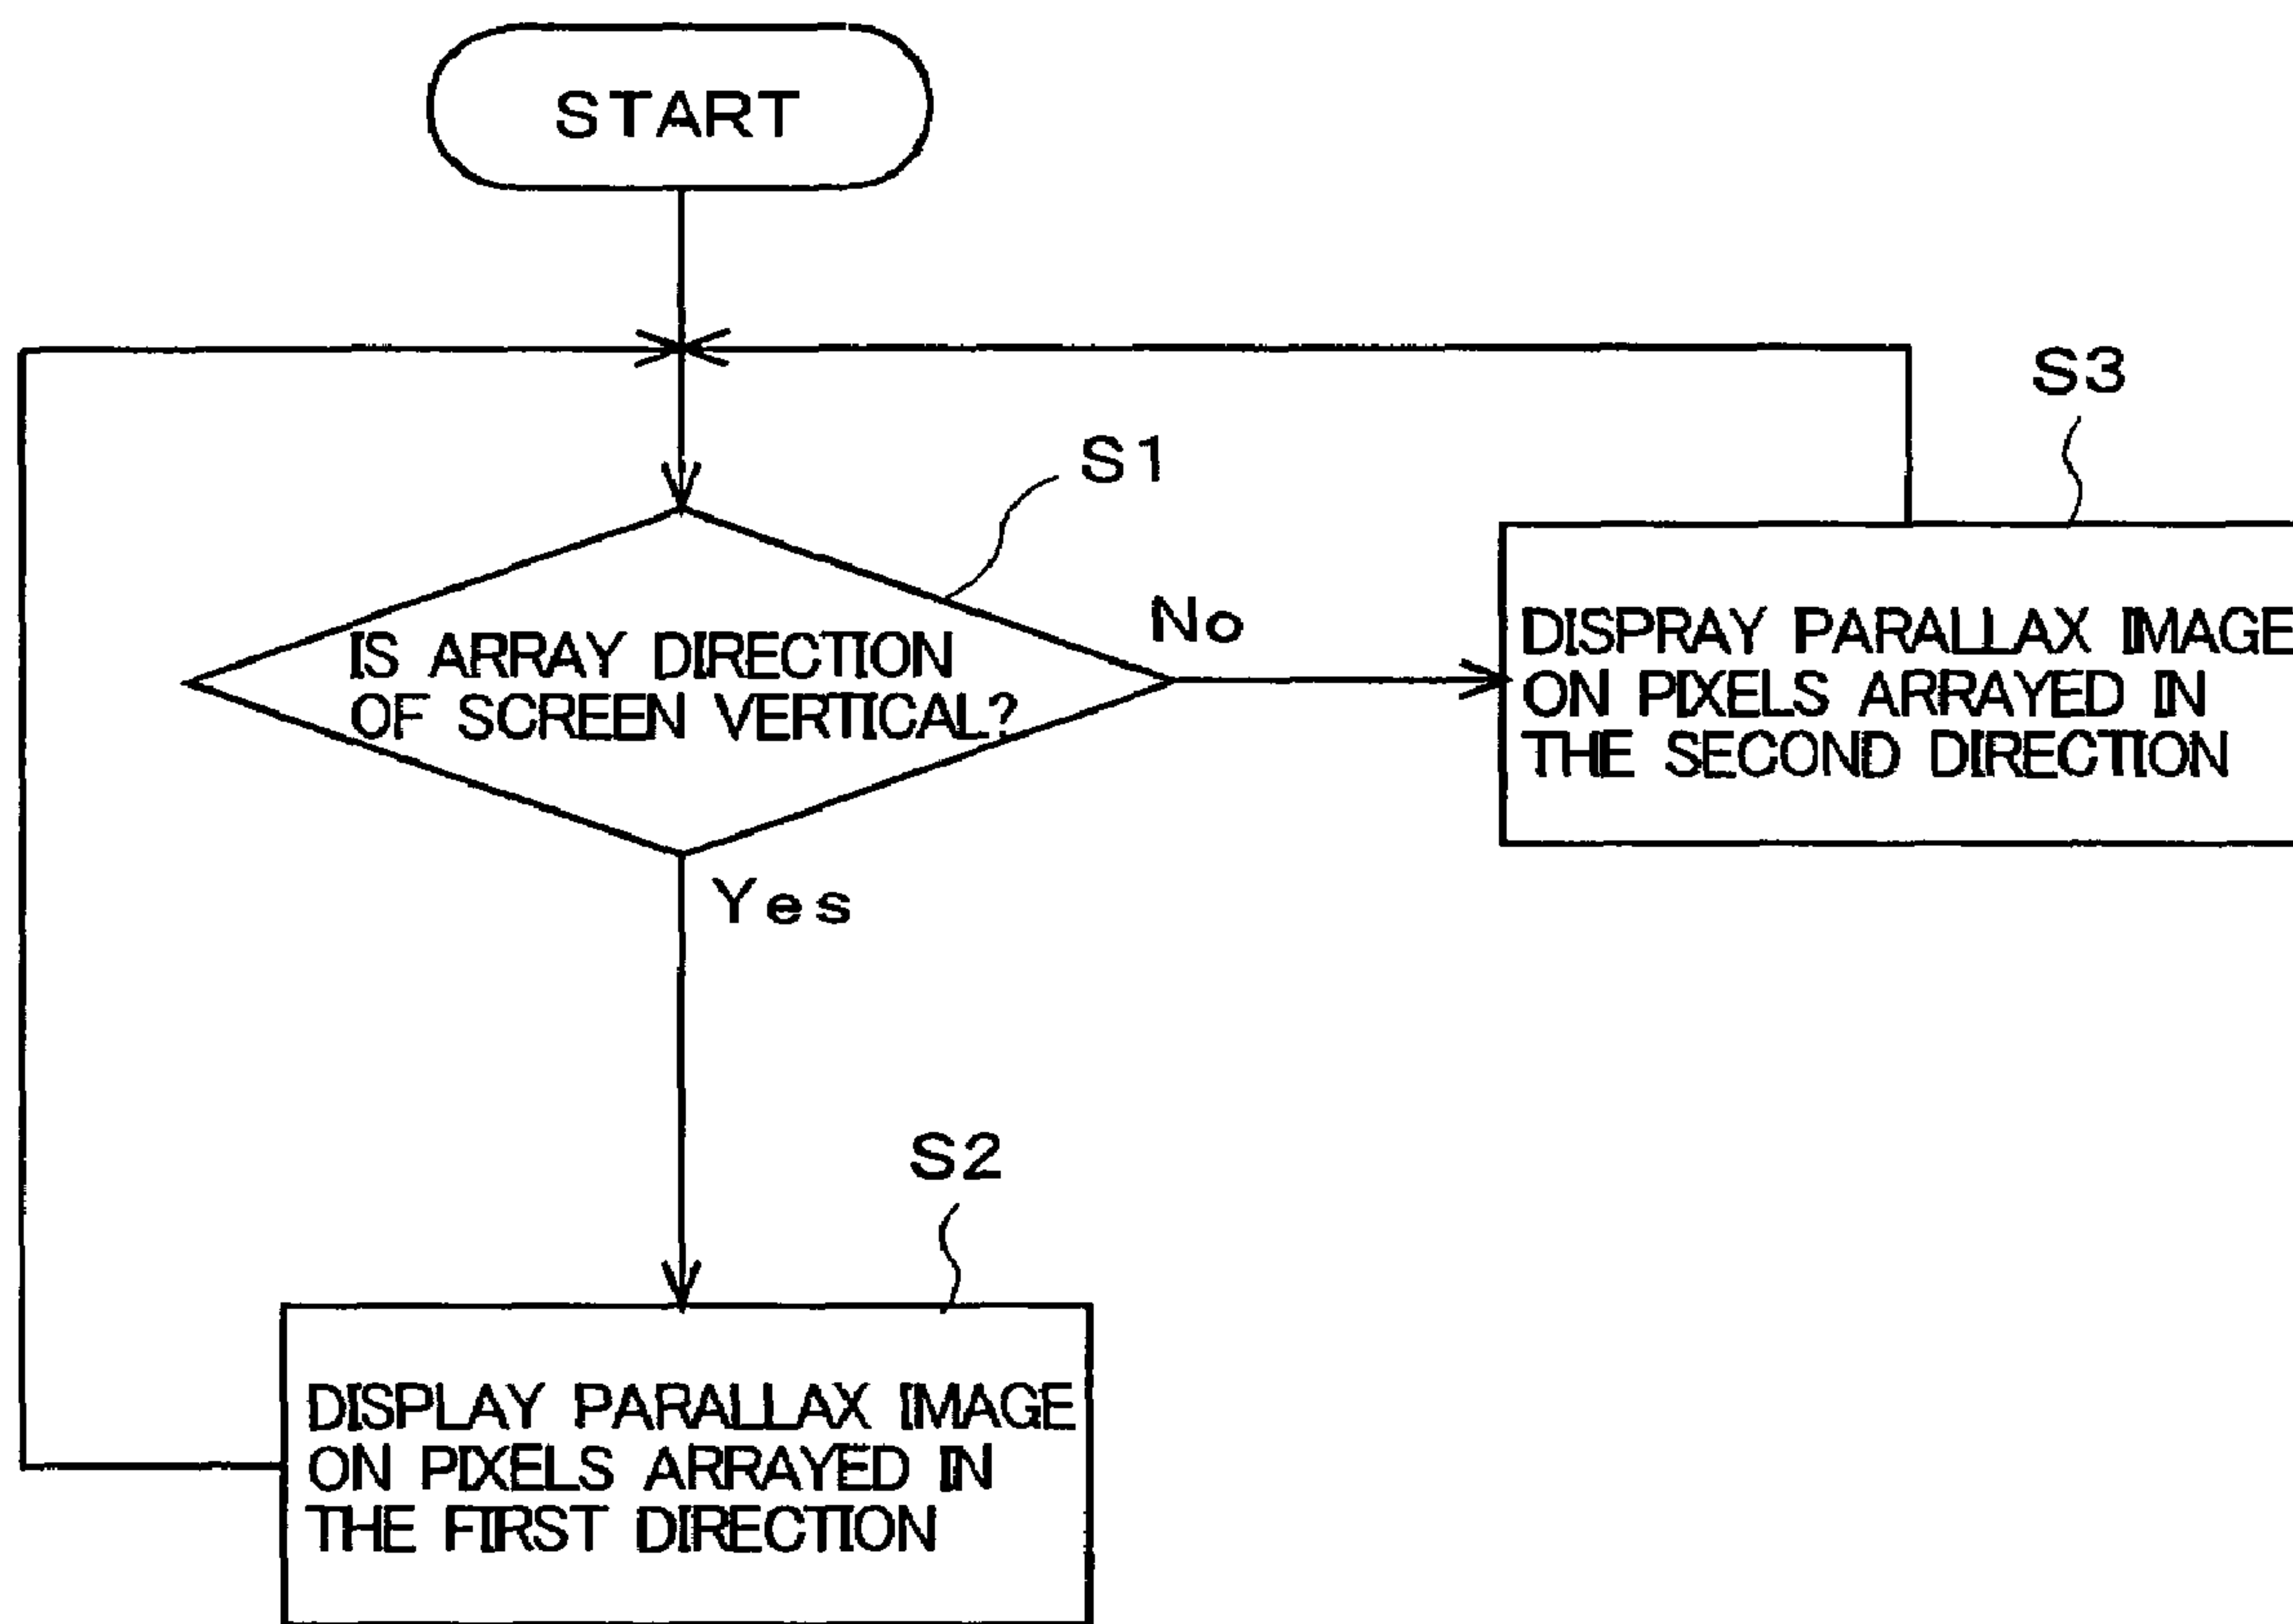 START
S3
S1
No
IS ARRAY DIRECTION
OF SCREEN VERTICAL?
DISPRAY PARALLAX IMAGE
ON PIXELS ARRAYED IN
THE SECOND DIRECTION
Yes
S2
DISPLAY PARALLAX IMAGE
ON PIXELS ARRAYED IN
THE FIRST DIRECTION